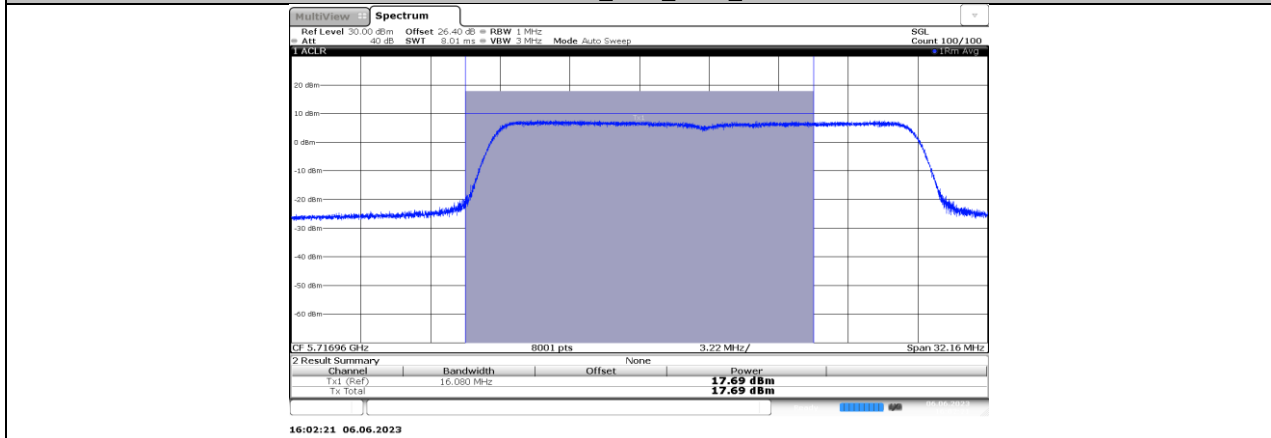 MultiView Spectrum
Ref Level 30.00 dBm Offset 26.40 dB RBW 1 MHz SGL
Att 40 dB SWT 8.01 ms VBW 3 MHz Mode Auto Sweep Count 100/100
1 ACLR 1Rm Avg
20 dBm
10 dBm
Tx1
0 dBm
-10 dBm
-20 dBm
-30 dBm
-40 dBm
-50 dBm
-60 dBm
CF 5.71696 GHz 8001 pts 3.22 MHz/ Span 32.16 MHz
2 Result Summary None
Channel Bandwidth Offset Power
Tx1 (Ref) 16.080 MHz 17.69 dBm
Tx Total 17.69 dBm
06.06.2023
16:02:21 06.06.2023